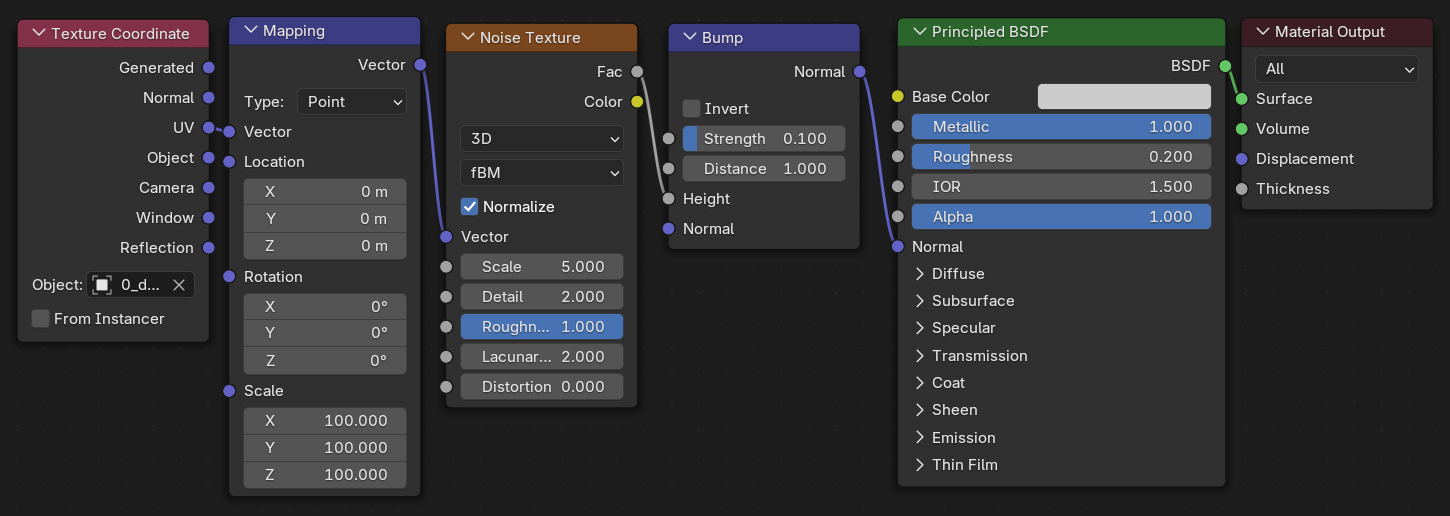 Texture Coordinate
Generated
Normal
UV
Object
Camera
Window
Reflection
Object: 0_d...
From Instancer
Mapping
Vector
Type: Point
Vector
Location
X 0 m
Y 0 m
Z 0 m
Rotation
X 0°
Y 0°
Z 0°
Scale
X 100.000
Y 100.000
Z 100.000
Noise Texture
Fac
Color
3D
fBM
Normalize
Vector
Scale 5.000
Detail 2.000
Roughn... 1.000
Lacunar... 2.000
Distortion 0.000
Bump
Normal
Invert
Strength 0.100
Distance 1.000
Height
Normal
Principled BSDF
BSDF
Base Color
Metallic 1.000
Roughness 0.200
IOR 1.500
Alpha 1.000
Normal
Diffuse
Subsurface
Specular
Transmission
Coat
Sheen
Emission
Thin Film
Material Output
All
Surface
Volume
Displacement
Thickness